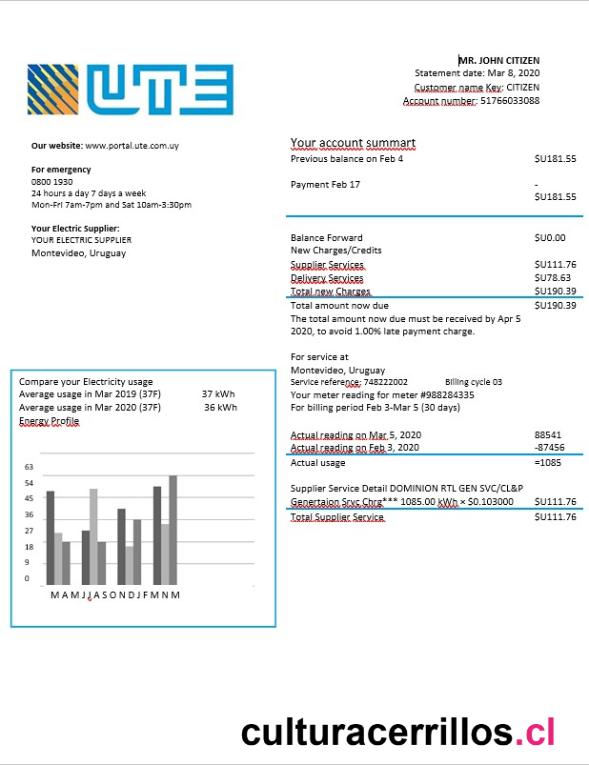 UTE
MR. JOHN CITIZEN
Statement date: Mar 8, 2020
Customer name Key: CITIZEN
Account number: 51766033088
Our website: www.portal.ute.com.uy
For emergency
0800 1930
24 hours a day 7 days a week
Mon-Fri 7am-7pm and Sat 10am-3:30pm
Your Electric Supplier:
YOUR ELECTRIC SUPPLIER
Montevideo, Uruguay
Your account summart
Previous balance on Feb 4 $U181.55
Payment Feb 17 -
$U181.55
Balance Forward $U0.00
New Charges/Credits
Supplier Services $U111.76
Delivery Services $U78.63
Total new Charges $U190.39
Total amount now due $U190.39
The total amount now due must be received by Apr 5
2020, to avoid 1.00% late payment charge.
For service at
Montevideo, Uruguay
Service reference: 748222002 Billing cycle 03
Your meter reading for meter #988284335
For billing period Feb 3-Mar 5 (30 days)
Actual reading on Mar 5, 2020 88541
Actual reading on Feb 3, 2020 -87456
Actual usage =1085
Supplier Service Detail DOMINION RTL GEN SVC/CL&P
Genertaion Srvc Chrg*** 1085.00 kWh × $0.103000 $U111.76
Total Supplier Service $U111.76
Compare your Electricity usage
Average usage in Mar 2019 (37F) 37 kWh
Average usage in Mar 2020 (37F) 36 kWh
Energy Profile
63
54
45
36
27
18
9
0
M A M J J A S O N D J F M N M
culturacerrillos.cl